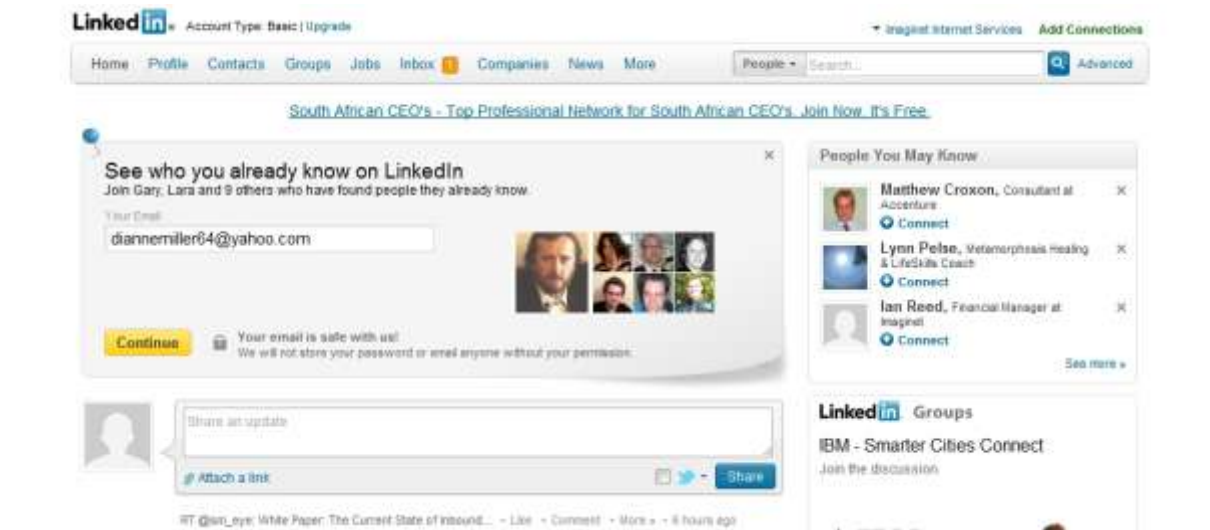 Linked in Account Type: Basic | Upgrade
Imaginet Internet Services Add Connections
Home Profile Contacts Groups Jobs Inbox 1 Companies News More People Search... Advanced
South African CEO's - Top Professional Network for South African CEO's. Join Now. It's Free.
See who you already know on LinkedIn
Join Gary, Lara and 9 others who have found people they already know.
Your Email
diannemiller64@yahoo.com
Continue
Your email is safe with us!
We will not store your password or email anyone without your permission.
People You May Know
Matthew Croxon, Consultant at
Accenture
Connect
Lynn Pelse, Metamorphosis Healing
& LifeSkills Coach
Connect
Ian Reed, Financial Manager at
Imaginet
Connect
See more »
Share an update
Attach a link
Share
RT @sn_eye: White Paper: The Current State of Inbound... Like Comment More » 6 hours ago
Linked in Groups
IBM - Smarter Cities Connect
Join the discussion